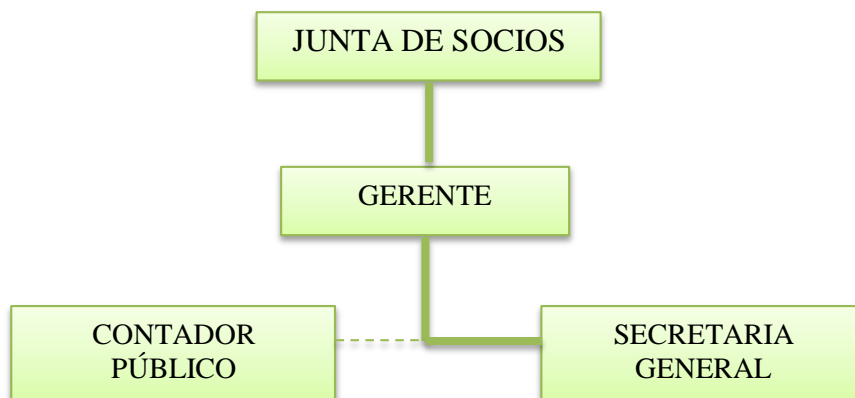 JUNTA DE SOCIOS
GERENTE
CONTADOR
PÚBLICO
SECRETARIA
GENERAL